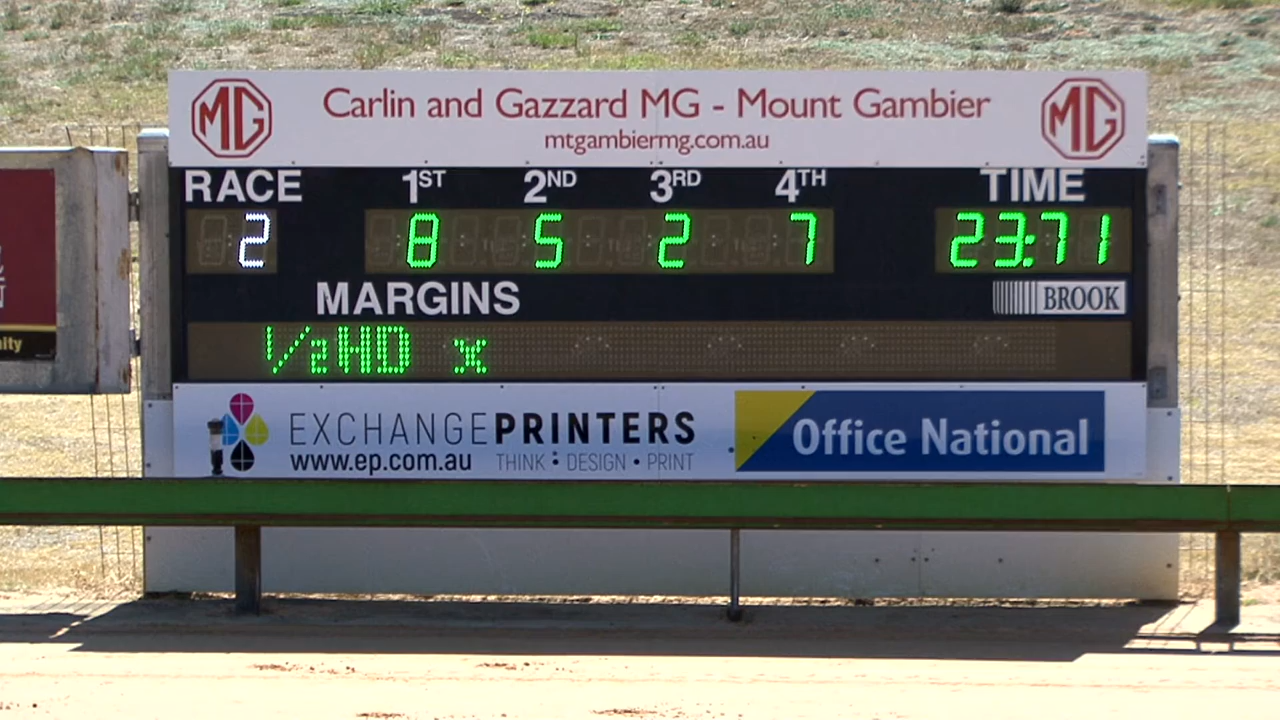 MG Carlin and Gazzard MG - Mount Gambier MG
mtgambiermg.com.au
RACE 1ST 2ND 3RD 4TH TIME
2 8 5 2 7 23:71
MARGINS BROOK
1/2HD x
EXCHANGEPRINTERS
www.ep.com.au THINK • DESIGN • PRINT
Office National